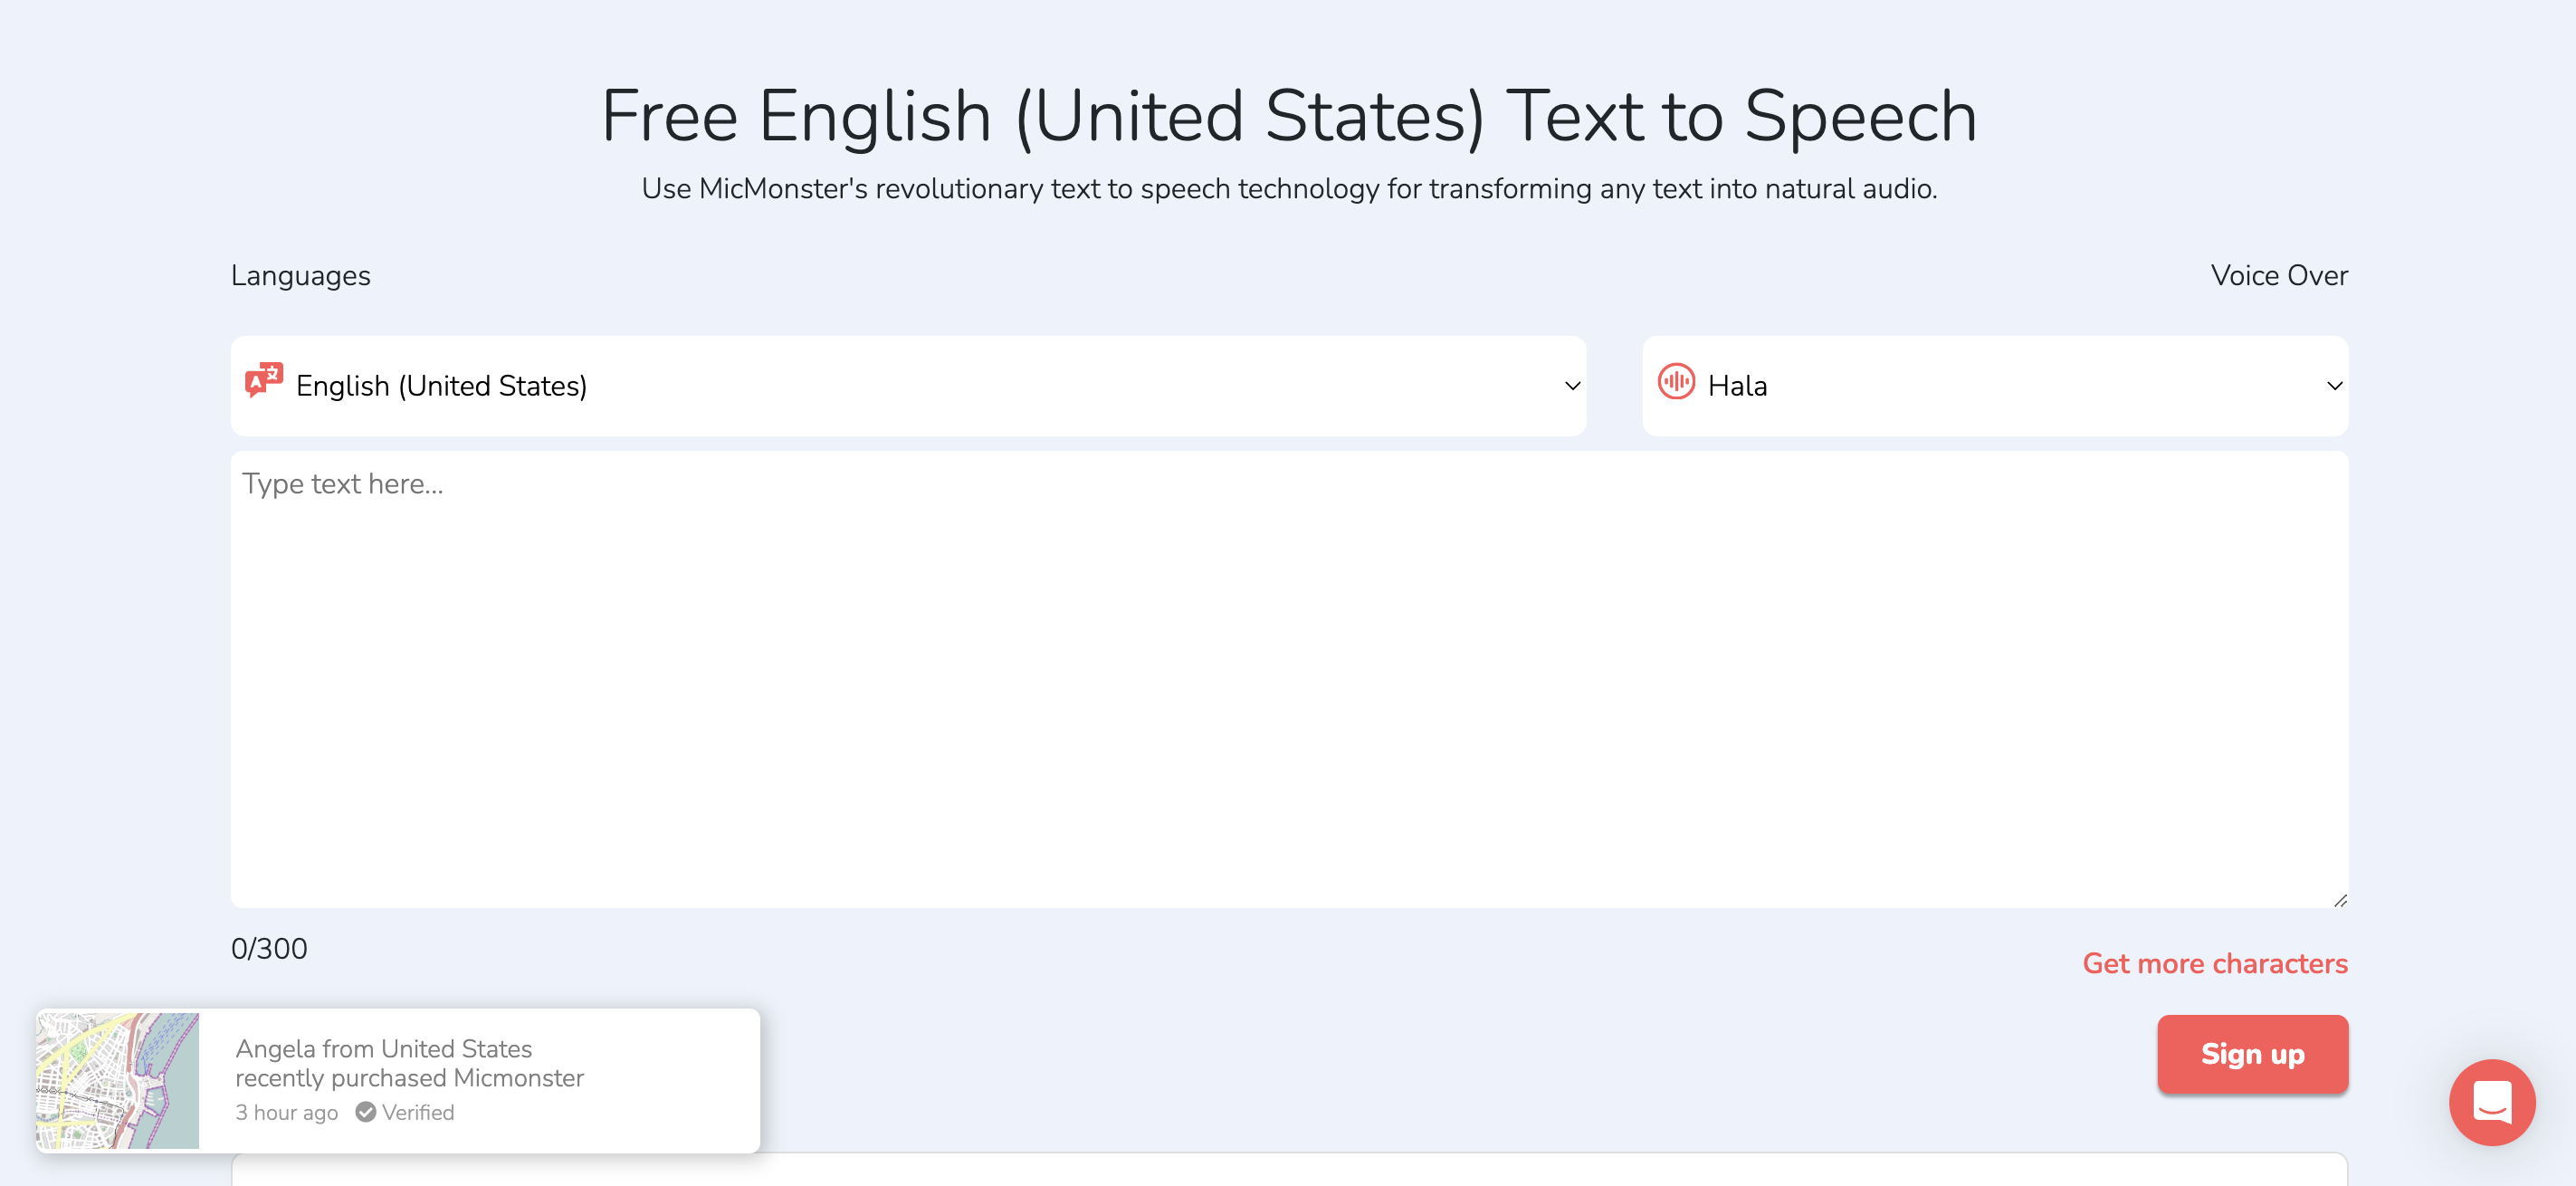 Free English (United States) Text to Speech
Use MicMonster's revolutionary text to speech technology for transforming any text into natural audio.
Languages
Voice Over
English (United States)
Hala
Type text here...
0/300
Get more characters
Angela from United States
recently purchased Micmonster
3 hour ago Verified
Sign up